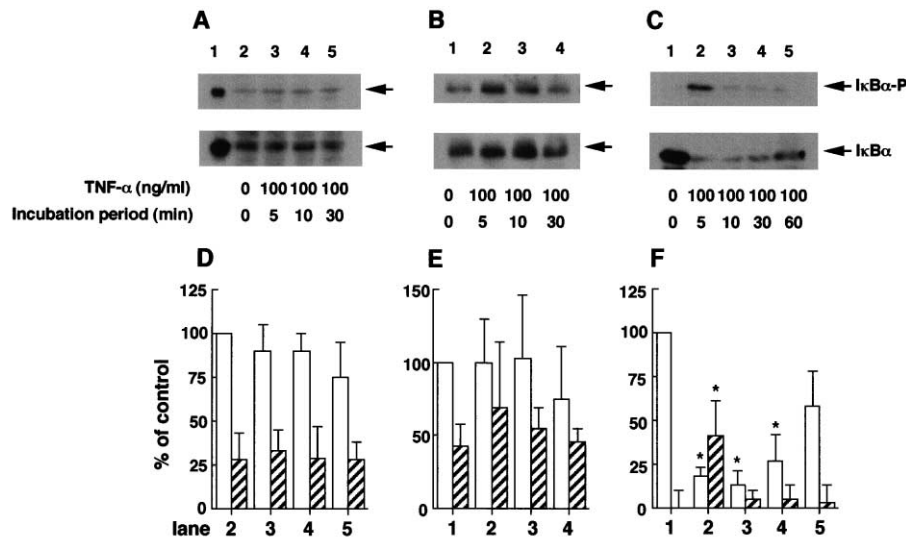 A B C
1 2 3 4 5 1 2 3 4 1 2 3 4 5
IκBα-P
IκBα
TNF-α (ng/ml) 0 100 100 100 0 100 100 100 0 100 100 100 100
Incubation period (min) 0 5 10 30 0 5 10 30 0 5 10 30 60
D E F
125 150 125
100 100 100
75 75
50 50 50
25 25
0 0 0
% of control
* * * *
lane 2 3 4 5 1 2 3 4 1 2 3 4 5